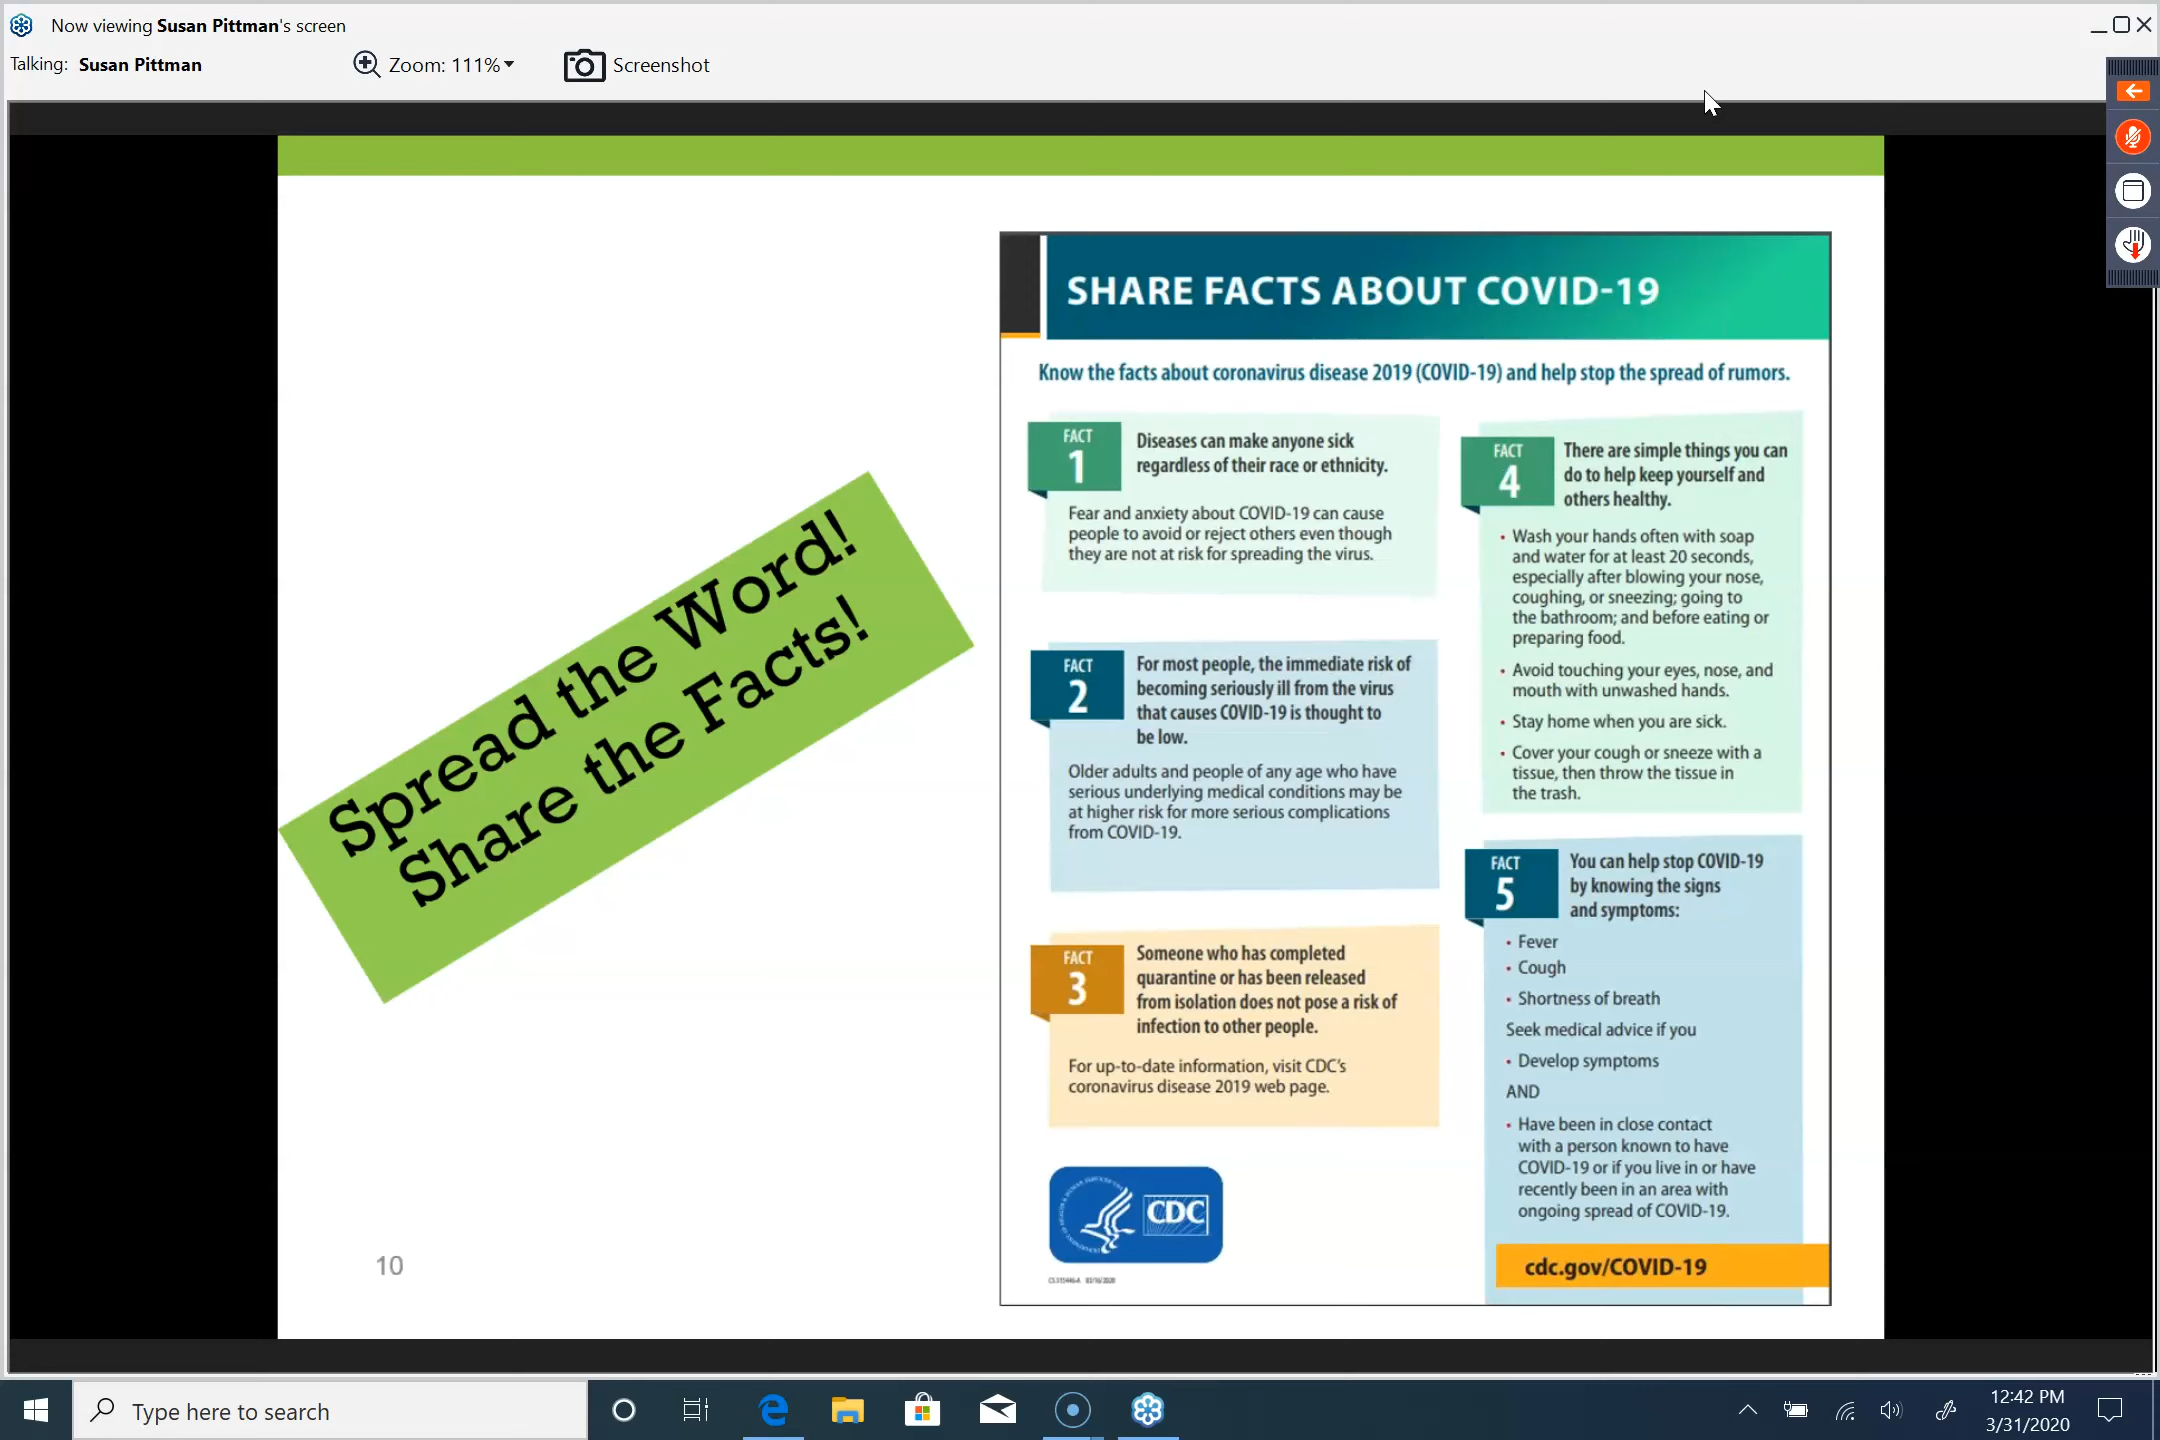 Now viewing Susan Pittman's screen
Talking: Susan Pittman
Zoom: 111%
Screenshot
Spread the Word!
Share the Facts!
10
SHARE FACTS ABOUT COVID-19
Know the facts about coronavirus disease 2019 (COVID-19) and help stop the spread of rumors.
FACT
1
Diseases can make anyone sick
regardless of their race or ethnicity.
Fear and anxiety about COVID-19 can cause
people to avoid or reject others even though
they are not at risk for spreading the virus.
FACT
2
For most people, the immediate risk of
becoming seriously ill from the virus
that causes COVID-19 is thought to
be low.
Older adults and people of any age who have
serious underlying medical conditions may be
at higher risk for more serious complications
from COVID-19.
FACT
3
Someone who has completed
quarantine or has been released
from isolation does not pose a risk of
infection to other people.
For up-to-date information, visit CDC's
coronavirus disease 2019 web page.
CDC
CS 315446-A 03/16/2020
FACT
4
There are simple things you can
do to help keep yourself and
others healthy.
• Wash your hands often with soap
and water for at least 20 seconds,
especially after blowing your nose,
coughing, or sneezing; going to
the bathroom; and before eating or
preparing food.
• Avoid touching your eyes, nose, and
mouth with unwashed hands.
• Stay home when you are sick.
• Cover your cough or sneeze with a
tissue, then throw the tissue in
the trash.
FACT
5
You can help stop COVID-19
by knowing the signs
and symptoms:
• Fever
• Cough
• Shortness of breath
Seek medical advice if you
• Develop symptoms
AND
• Have been in close contact
with a person known to have
COVID-19 or if you live in or have
recently been in an area with
ongoing spread of COVID-19.
cdc.gov/COVID-19
Type here to search
12:42 PM
3/31/2020